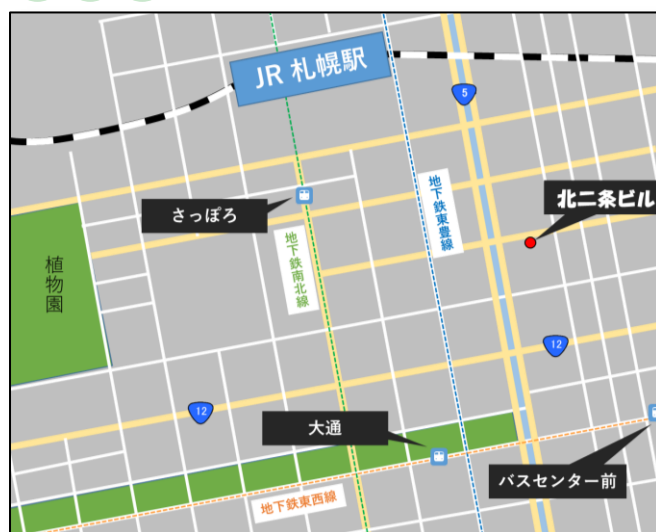 JR 札幌駅
5
さっぽろ
地下鉄東豊線
北二条ビル
地下鉄南北線
植物園
12
12
大通
バスセンター前
地下鉄東西線